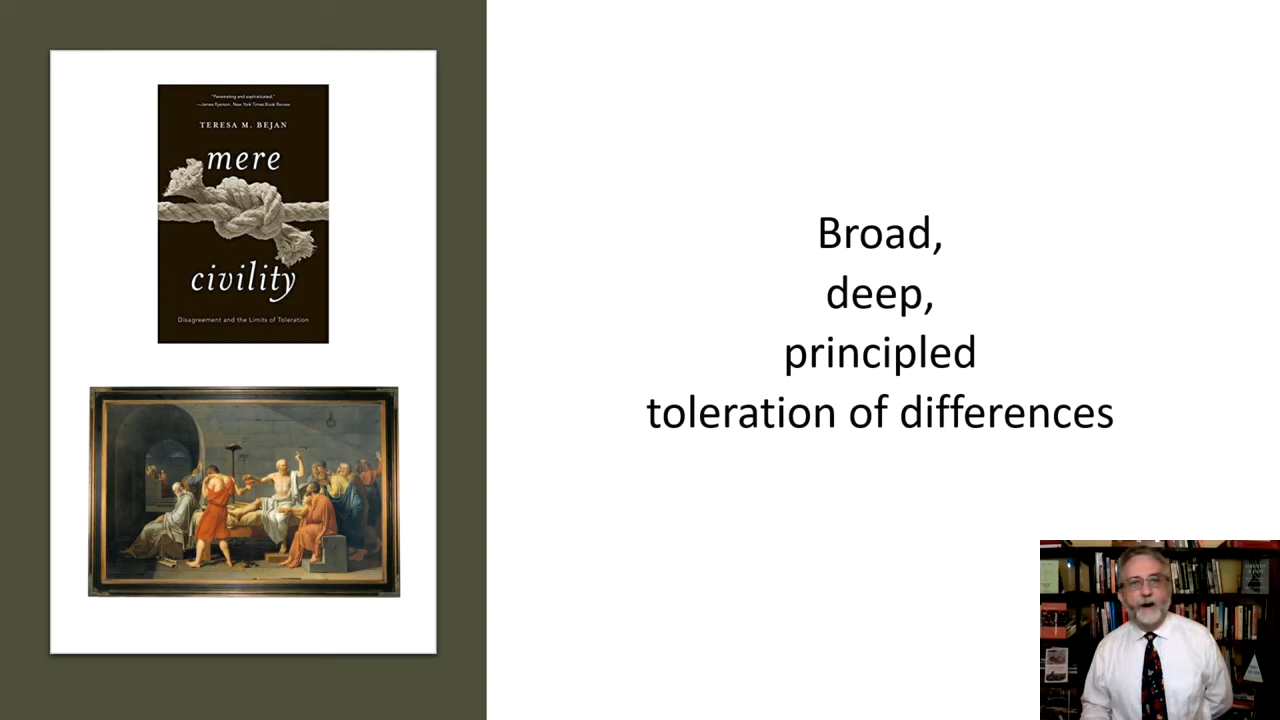 "Penetrating and sophisticated."
—James Ryerson, New York Times Book Review
TERESA M. BEJAN
mere
civility
Disagreement and the Limits of Toleration
Broad,
deep,
principled
toleration of differences